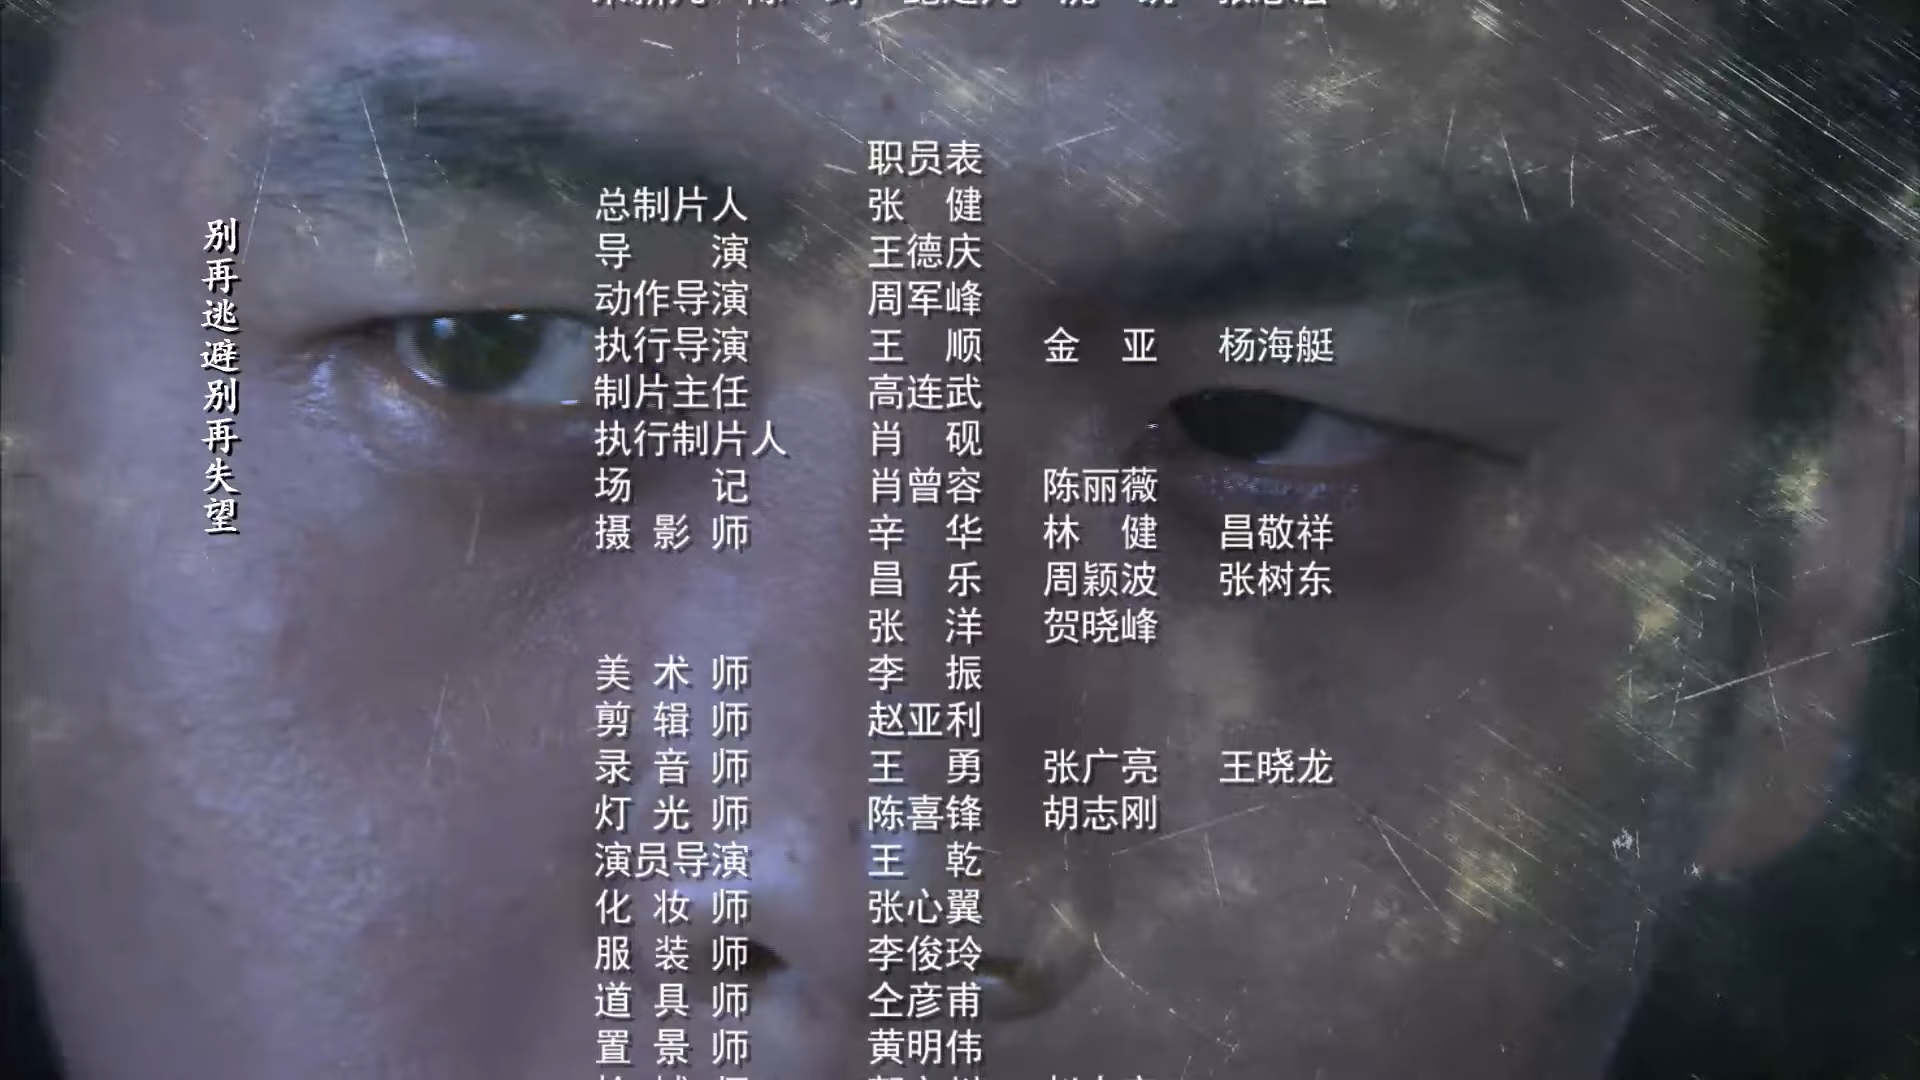 别再逃避别再失望
职员表
总制片人 张健
导演 王德庆
动作导演 周军峰
执行导演 王顺 金亚 杨海艇
制片主任 高连武
执行制片人 肖砚
场记 肖曾容 陈丽薇
摄影师 辛华 林健 昌敬祥
昌乐 周颖波 张树东
张洋 贺晓峰
美术师 李振
剪辑师 赵亚利
录音师 王勇 张广亮 王晓龙
灯光师 陈喜锋 胡志刚
演员导演 王乾
化妆师 张心翼
服装师 李俊玲
道具师 仝彦甫
置景师 黄明伟